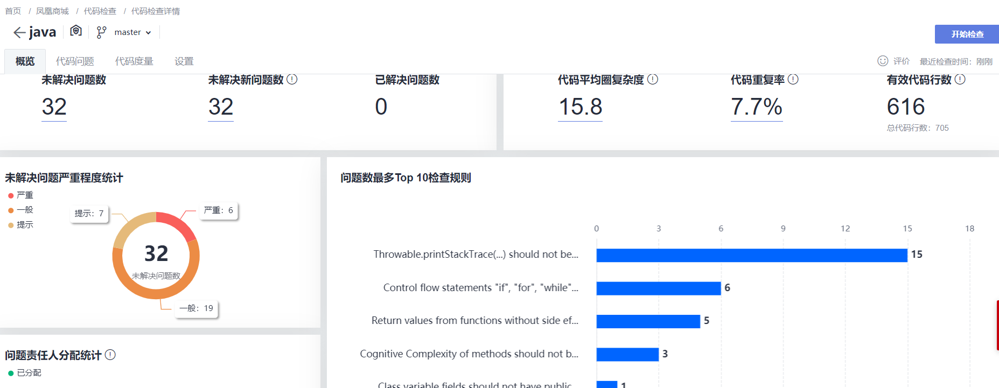 首页 / 凤凰商城 / 代码检查 / 代码检查详情
java master
开始检查
概览 代码问题 代码度量 设置
评价 最近检查时间：刚刚
未解决问题数 未解决新问题数 已解决问题数
32 32 0
代码平均圈复杂度 代码重复率 有效代码行数
15.8 7.7% 616
总代码行数：705
未解决问题严重程度统计
严重
一般
提示
提示：7
严重：6
32
未解决问题数
一般：19
问题责任人分配统计
已分配
问题数最多Top 10检查规则
0 3 6 9 12 15 18
Throwable.printStackTrace(...) should not be... 15
Control flow statements "if", "for", "while"... 6
Return values from functions without side ef... 5
Cognitive Complexity of methods should not b... 3
Class variable fields should not have public... 1